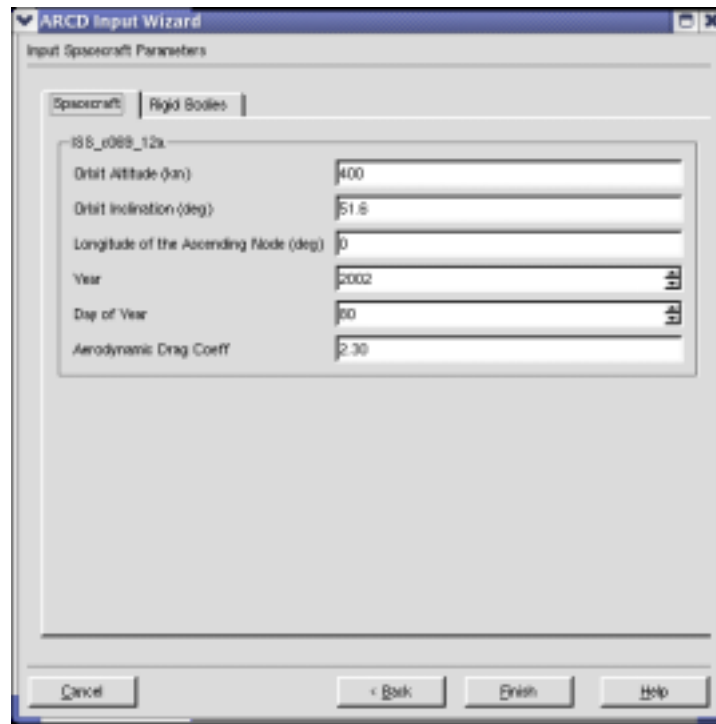 ARCD Input Wizard
Input Spacecraft Parameters
Spacecraft
Rigid Bodies
Orbit Altitude (km)
400
Orbit Inclination (deg)
51.6
Longitude of the Ascending Node (deg)
0
Year
2002
Day of Year
80
Aerodynamic Drag Coeff
2.30
Cancel
< Back
Finish
Help